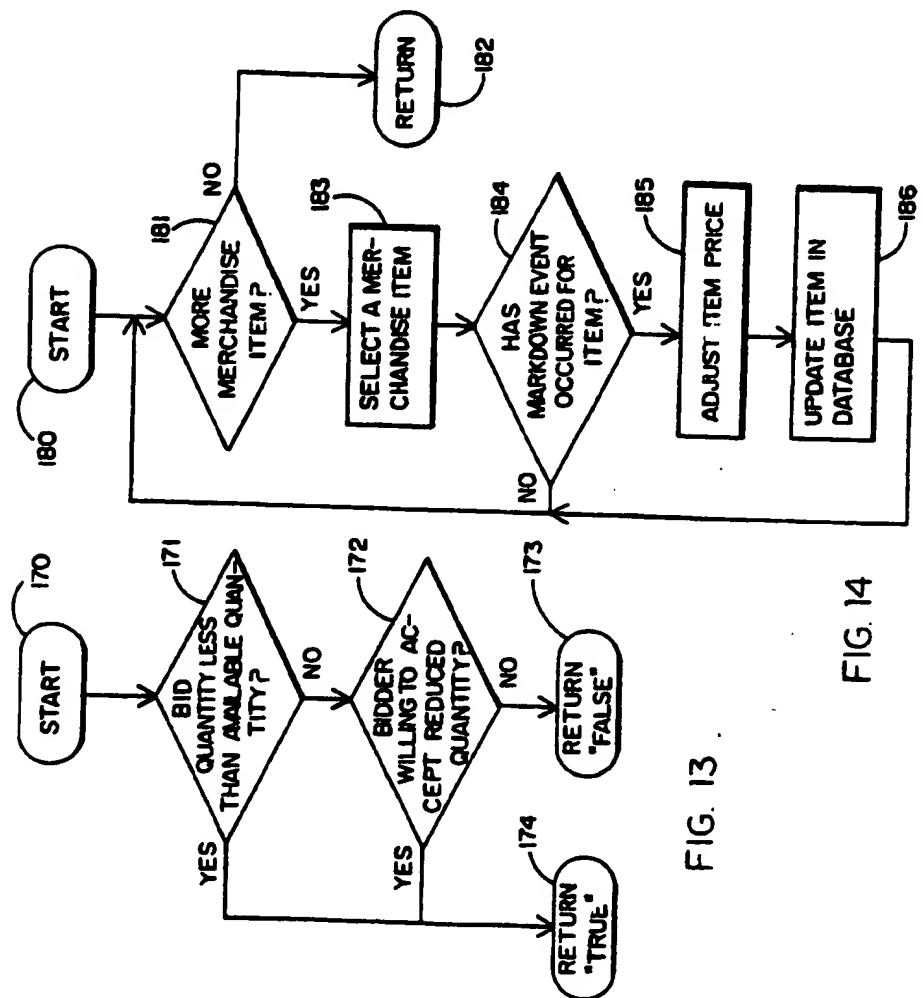 170
START
171
BID
QUANTITY LESS
THAN AVAILABLE QUAN-
TITY?
YES
NO
172
BIDDER
WILLING TO AC-
CEPT REDUCED
QUANTITY?
YES
NO
174
RETURN
"TRUE"
173
RETURN
"FALSE"
FIG. 13
180
START
181
MORE
MERCHANDISE
ITEM?
NO
YES
RETURN
182
183
SELECT A MER-
CHANDISE ITEM
184
HAS
MARKDOWN EVENT
OCCURRED FOR
ITEM?
NO
YES
185
ADJUST ITEM PRICE
UPDATE ITEM IN
DATABASE
186
FIG. 14